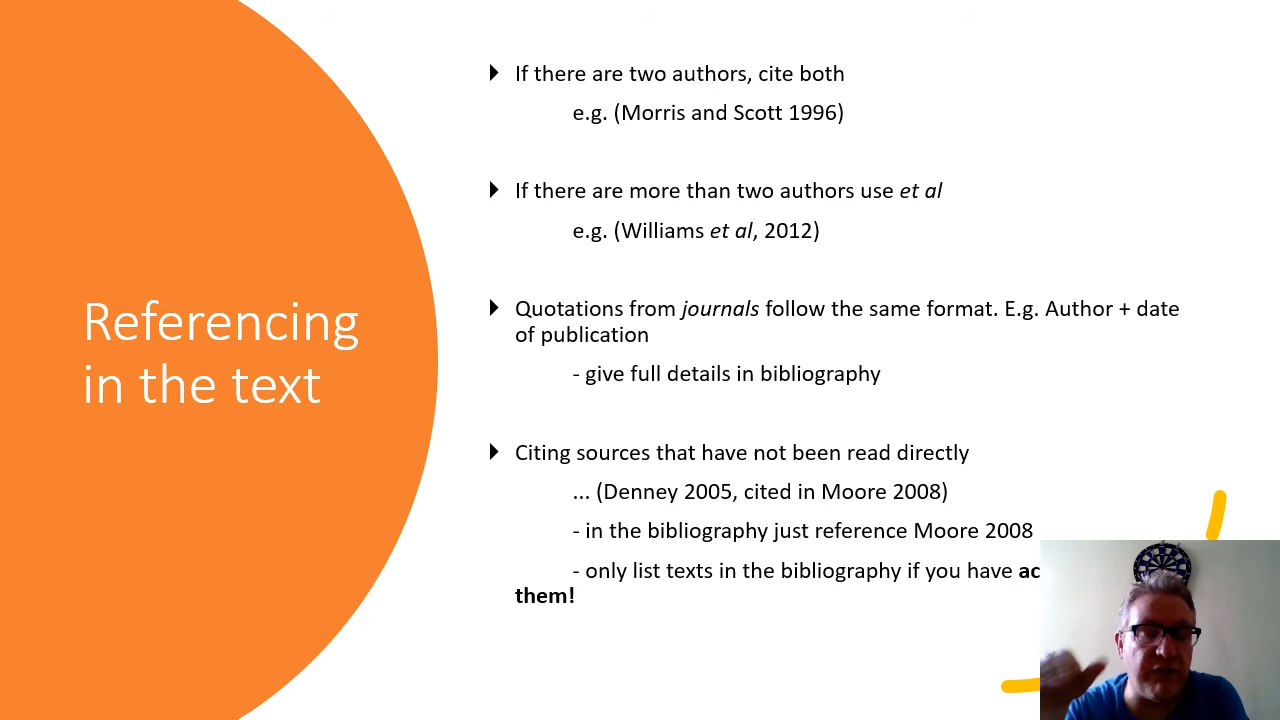 Referencing
in the text
If there are two authors, cite both
e.g. (Morris and Scott 1996)
If there are more than two authors use et al
e.g. (Williams et al, 2012)
Quotations from journals follow the same format. E.g. Author + date
of publication
- give full details in bibliography
Citing sources that have not been read directly
... (Denney 2005, cited in Moore 2008)
- in the bibliography just reference Moore 2008
- only list texts in the bibliography if you have
them!